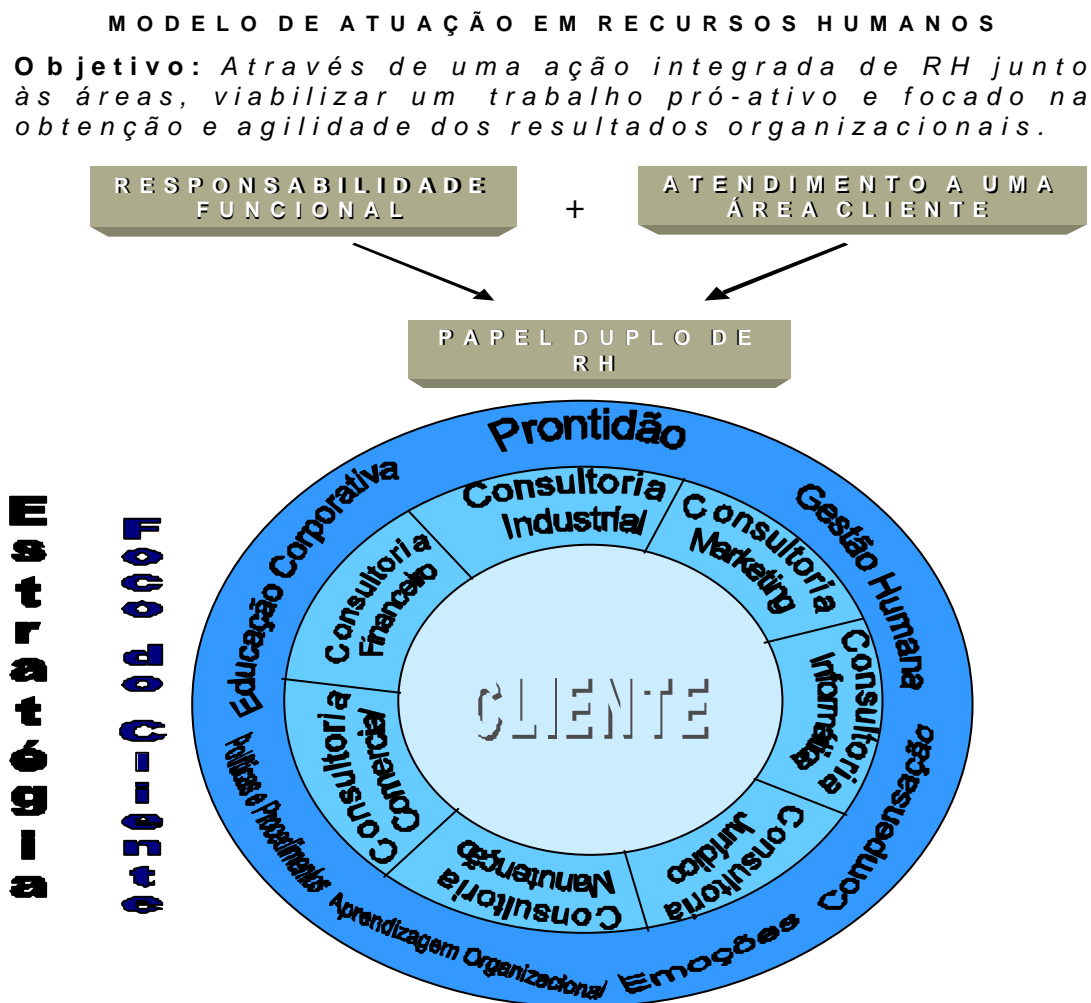 MODELO DE ATUAÇÃO EM RECURSOS HUMANOS
Objetivo: Através de uma ação integrada de RH junto
às áreas, viabilizar um trabalho pró-ativo e focado na
obtenção e agilidade dos resultados organizacionais.
RESPONSABILIDADE
FUNCIONAL
+
ATENDIMENTO A UMA
ÁREA CLIENTE
PAPEL DUPLO DE
RH
Estratégia
Foco do Cliente
Prontidão
Gestão Humana
Compensação
Emoções
Aprendizagem Organizacional
Políticas e Procedimentos
Educação Corporativa
Consultoria
Industrial
Consultoria
Marketing
Consultoria
Informática
Consultoria
Jurídico
Consultoria
Manutenção
Consultoria
Comercial
Consultoria
Financeiro
CLIENTE